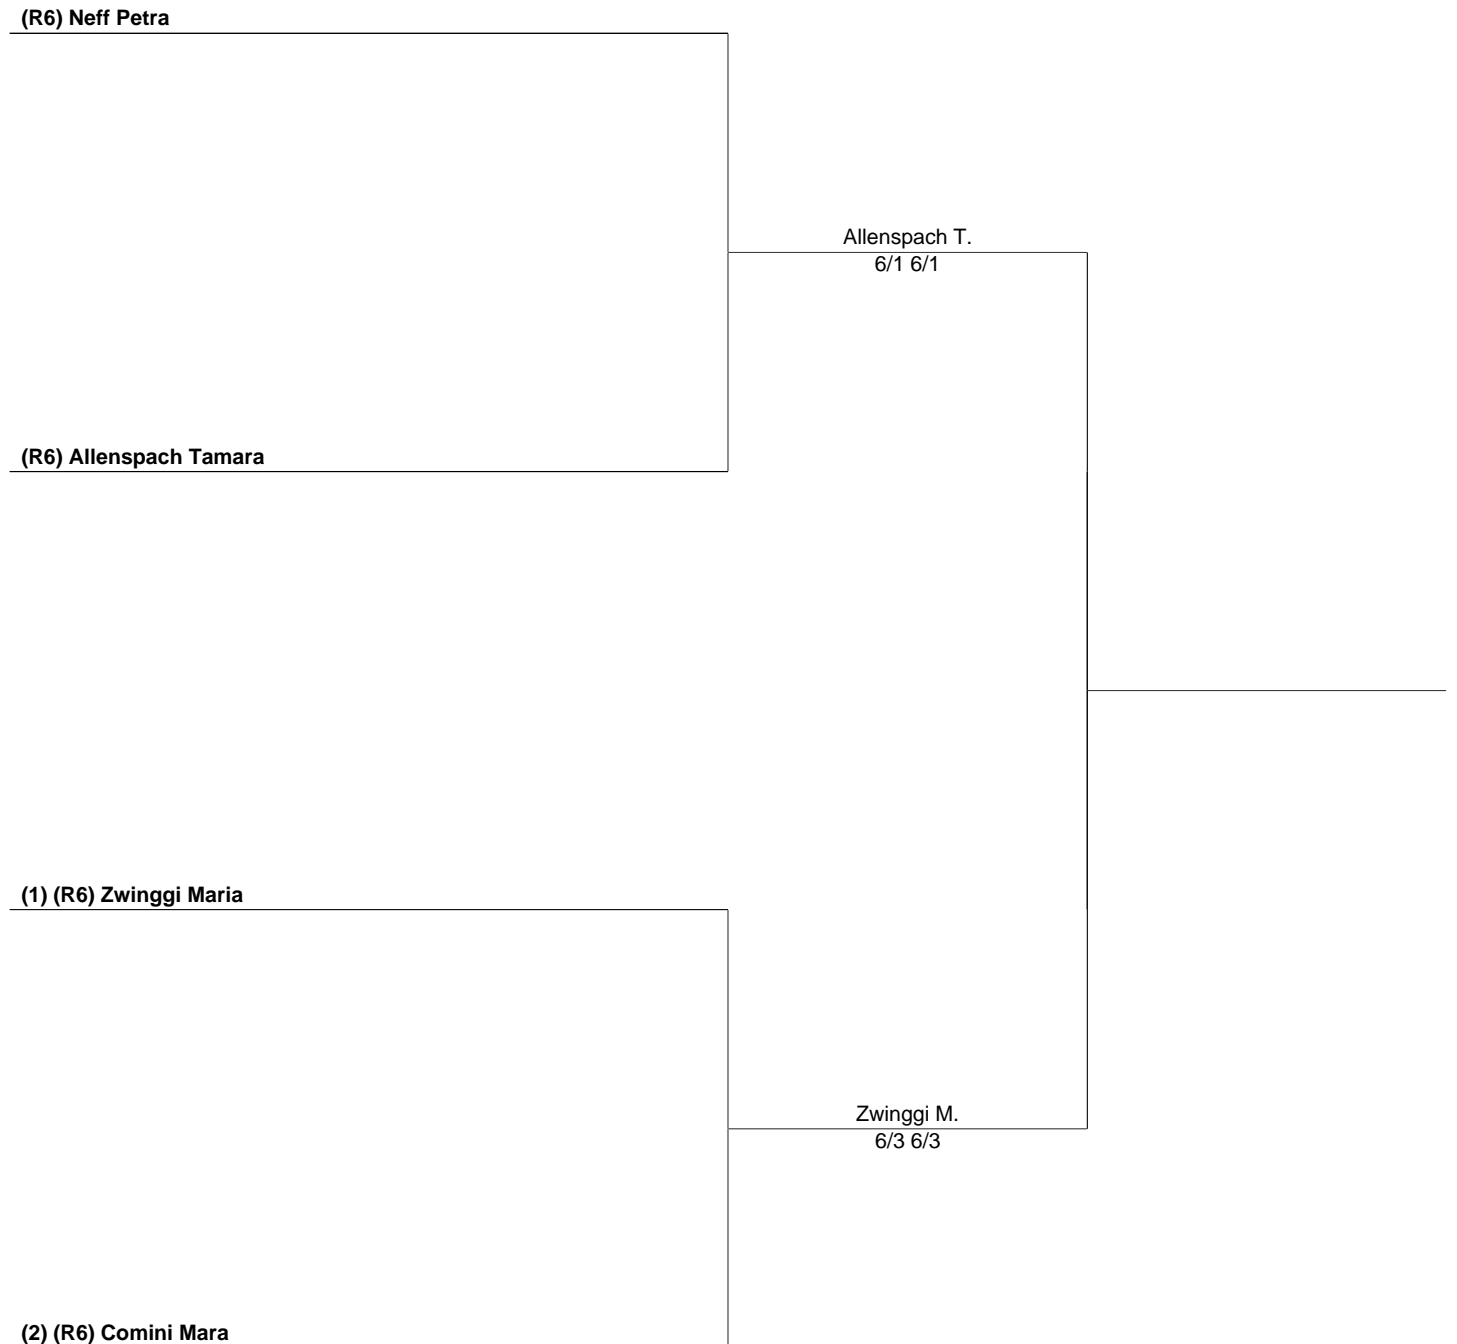 (R6) Neff Petra
Allenspach T.
6/1 6/1
(R6) Allenspach Tamara
(1) (R6) Zwinggi Maria
Zwinggi M.
6/3 6/3
(2) (R6) Comini Mara